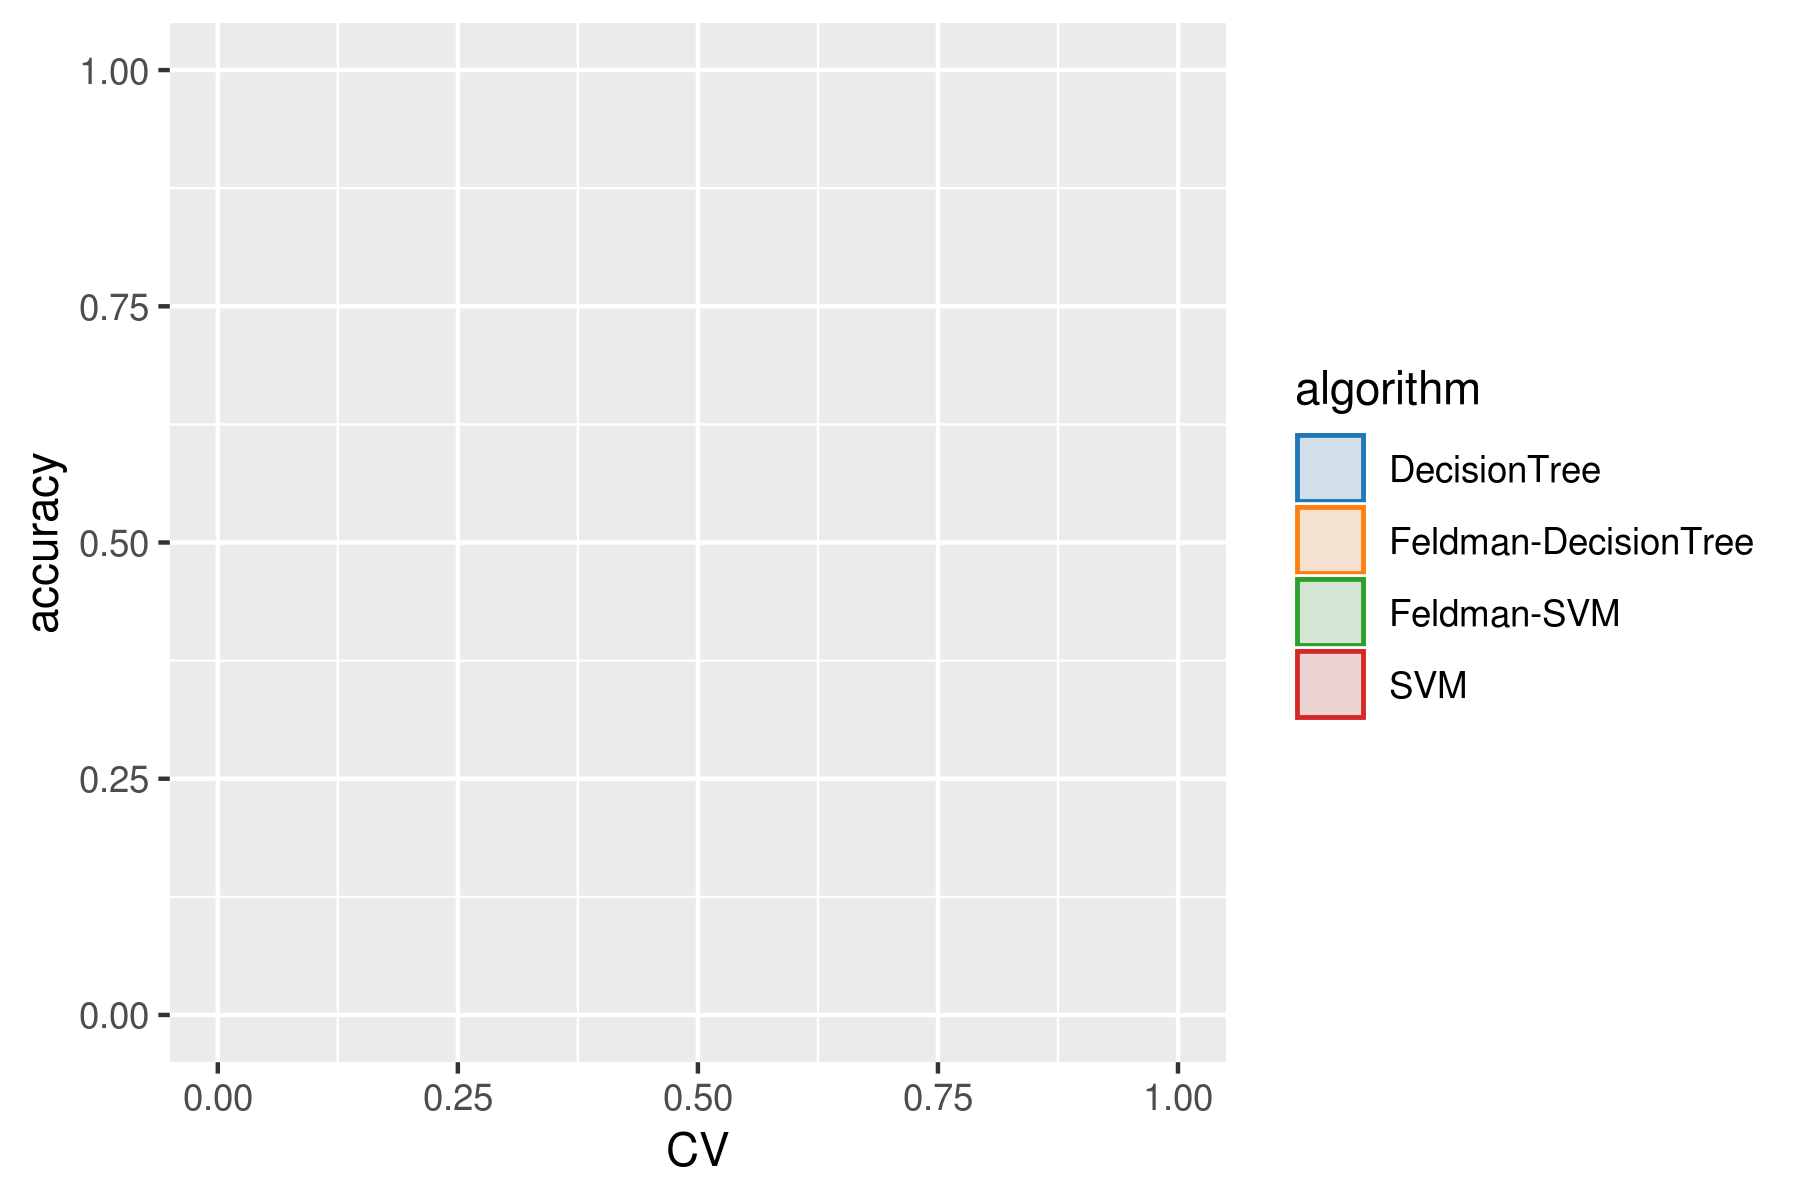 1.00
0.75
0.50
0.25
0.00
accuracy
0.00 0.25 0.50 0.75 1.00
CV
algorithm
DecisionTree
Feldman-DecisionTree
Feldman-SVM
SVM